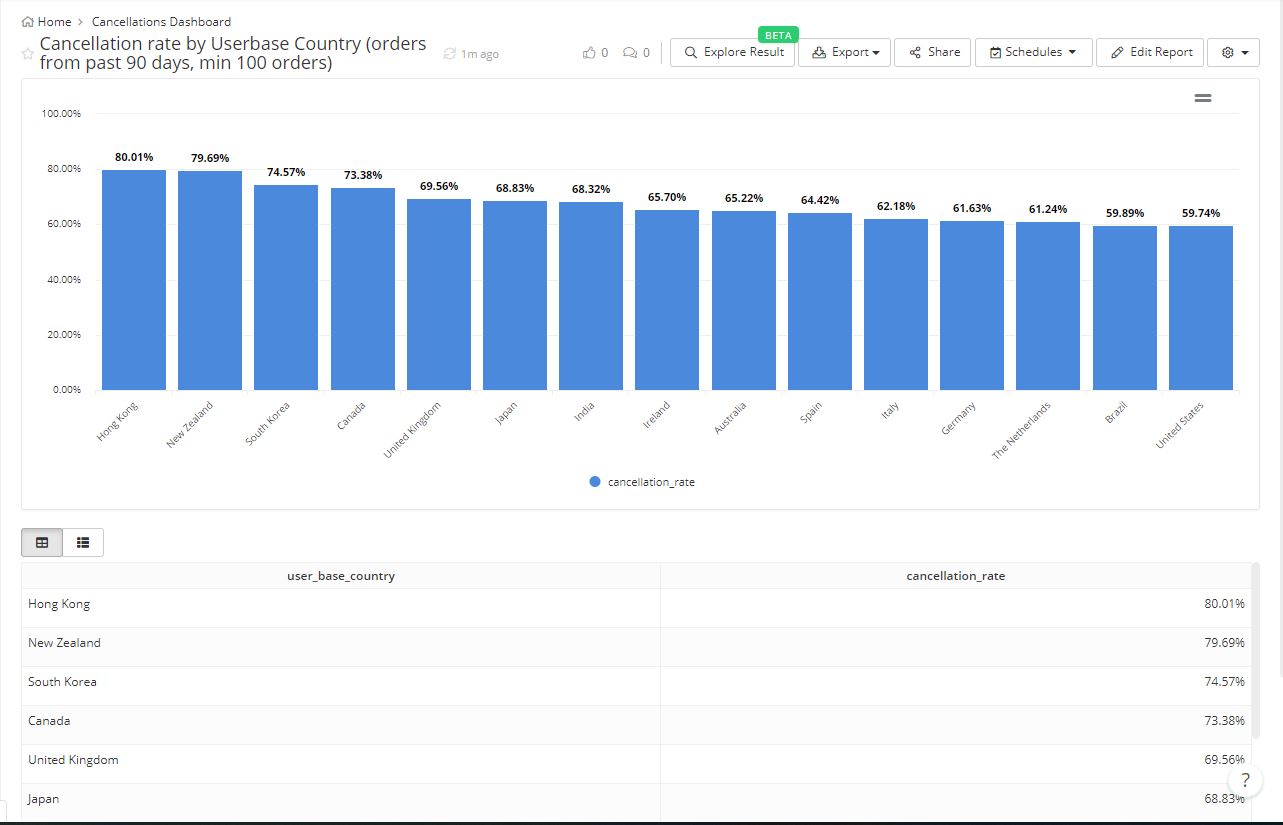 Home > Cancellations Dashboard
Cancellation rate by Userbase Country (orders
from past 90 days, min 100 orders)
1m ago
0 0
BETA
Explore Result Export Share Schedules Edit Report
100.00%
80.00%
60.00%
40.00%
20.00%
0.00%
80.01% 79.69% 74.57% 73.38% 69.56% 68.83% 68.32% 65.70% 65.22% 64.42% 62.18% 61.63% 61.24% 59.89% 59.74%
Hong Kong New Zealand South Korea Canada United Kingdom Japan India Ireland Australia Spain Italy Germany The Netherlands Brazil United States
cancellation_rate
user_base_country cancellation_rate
Hong Kong 80.01%
New Zealand 79.69%
South Korea 74.57%
Canada 73.38%
United Kingdom 69.56%
?
Japan 68.83%